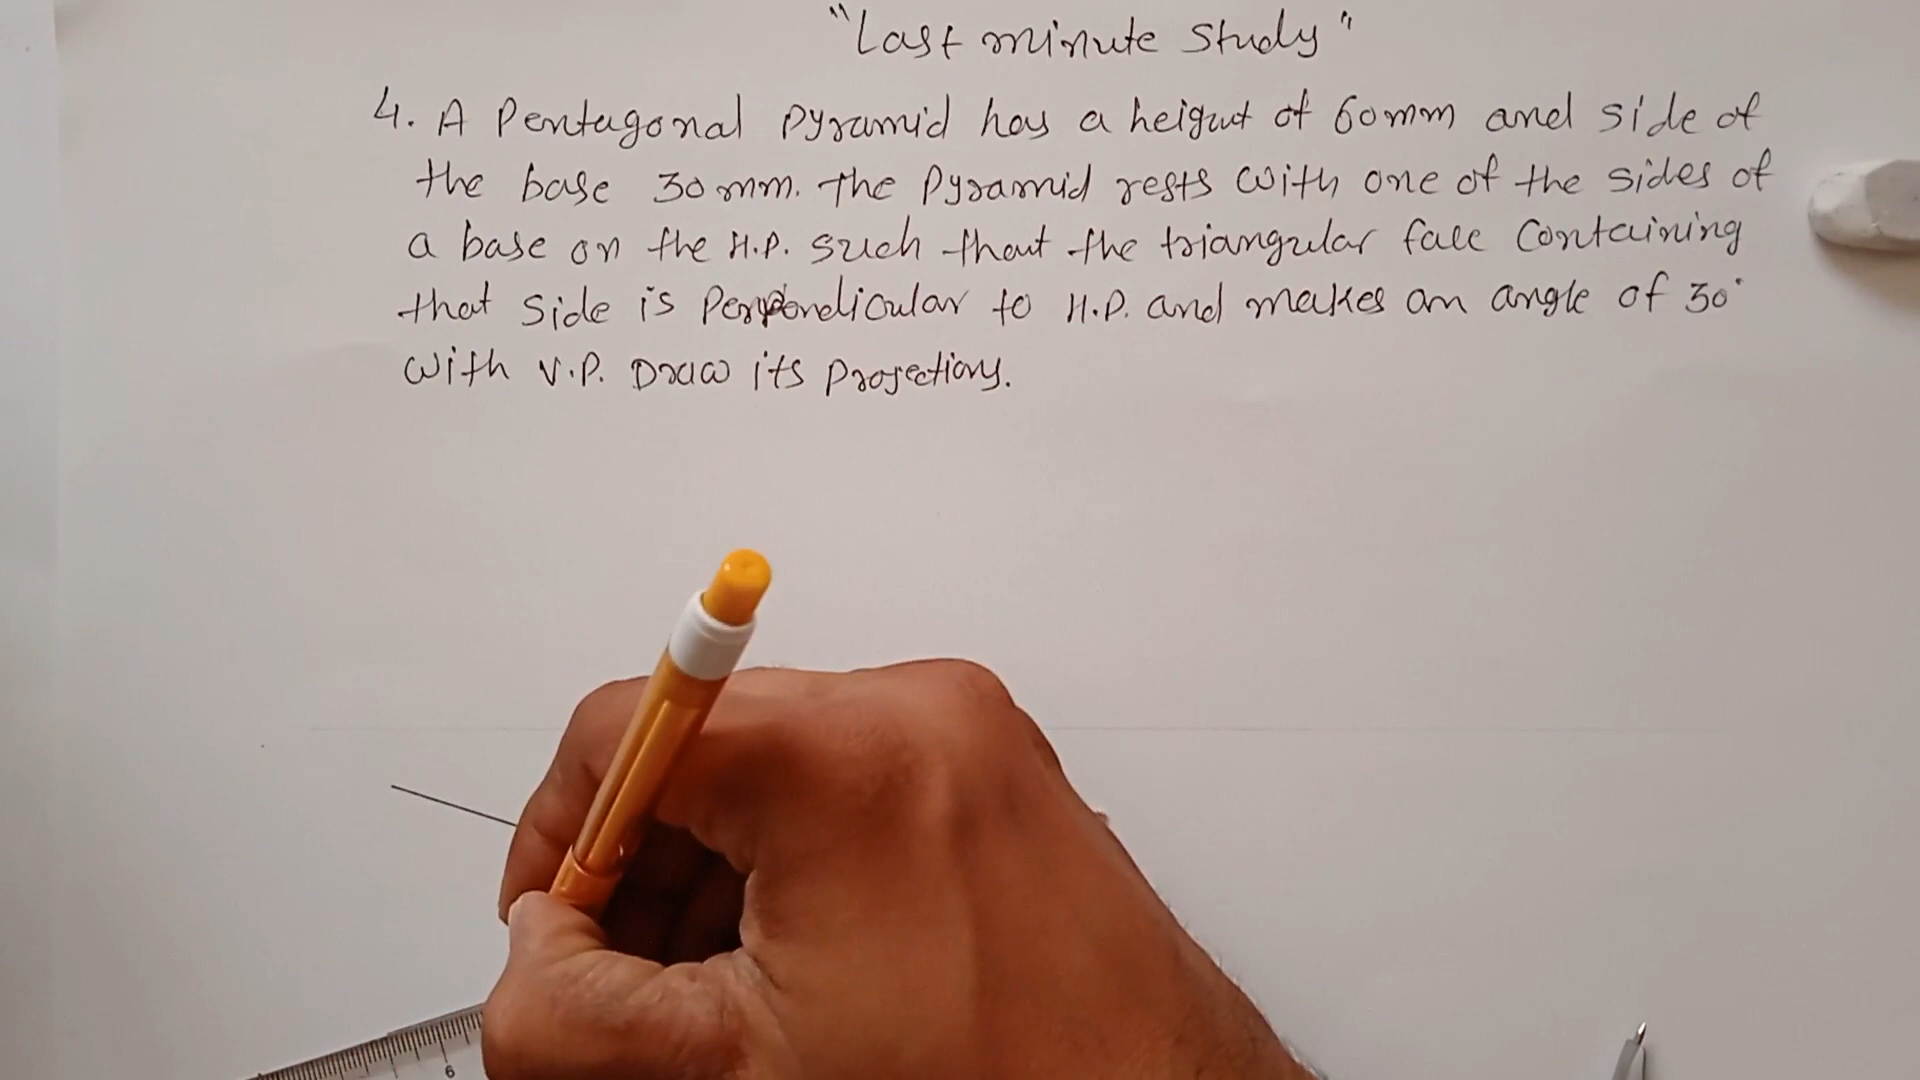 "Last minute Study"
4. A Pentagonal pyramid has a height of 60mm and side of
the base 30mm. The pyramid rests with one of the sides of
a base on the H.P. such that the triangular face containing
that side is Perpendicular to H.P. and makes an angle of 30°
with V.P. Draw its projections.
6